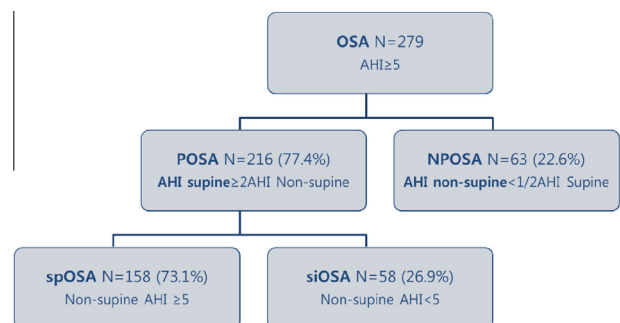 OSA N=279
AHI≥5
POSA N=216 (77.4%)
AHI supine≥2AHI Non-supine
NPOSA N=63 (22.6%)
AHI non-supine<1/2AHI Supine
spOSA N=158 (73.1%)
Non-supine AHI ≥5
siOSA N=58 (26.9%)
Non-supine AHI<5